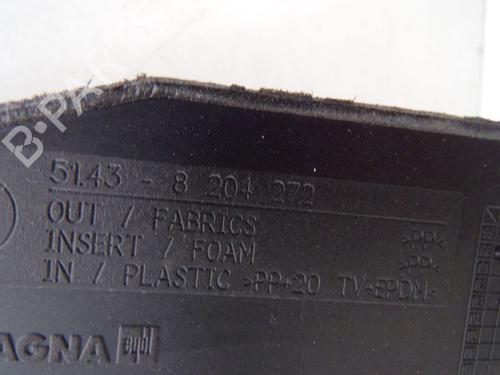 B-PARTS
51.43 - 8 204 272
OUT / FABRICS >PP<
INSERT / FOAM >PP<
IN / PLASTIC >PP+20 TV+EPDM<
AGNA eybl